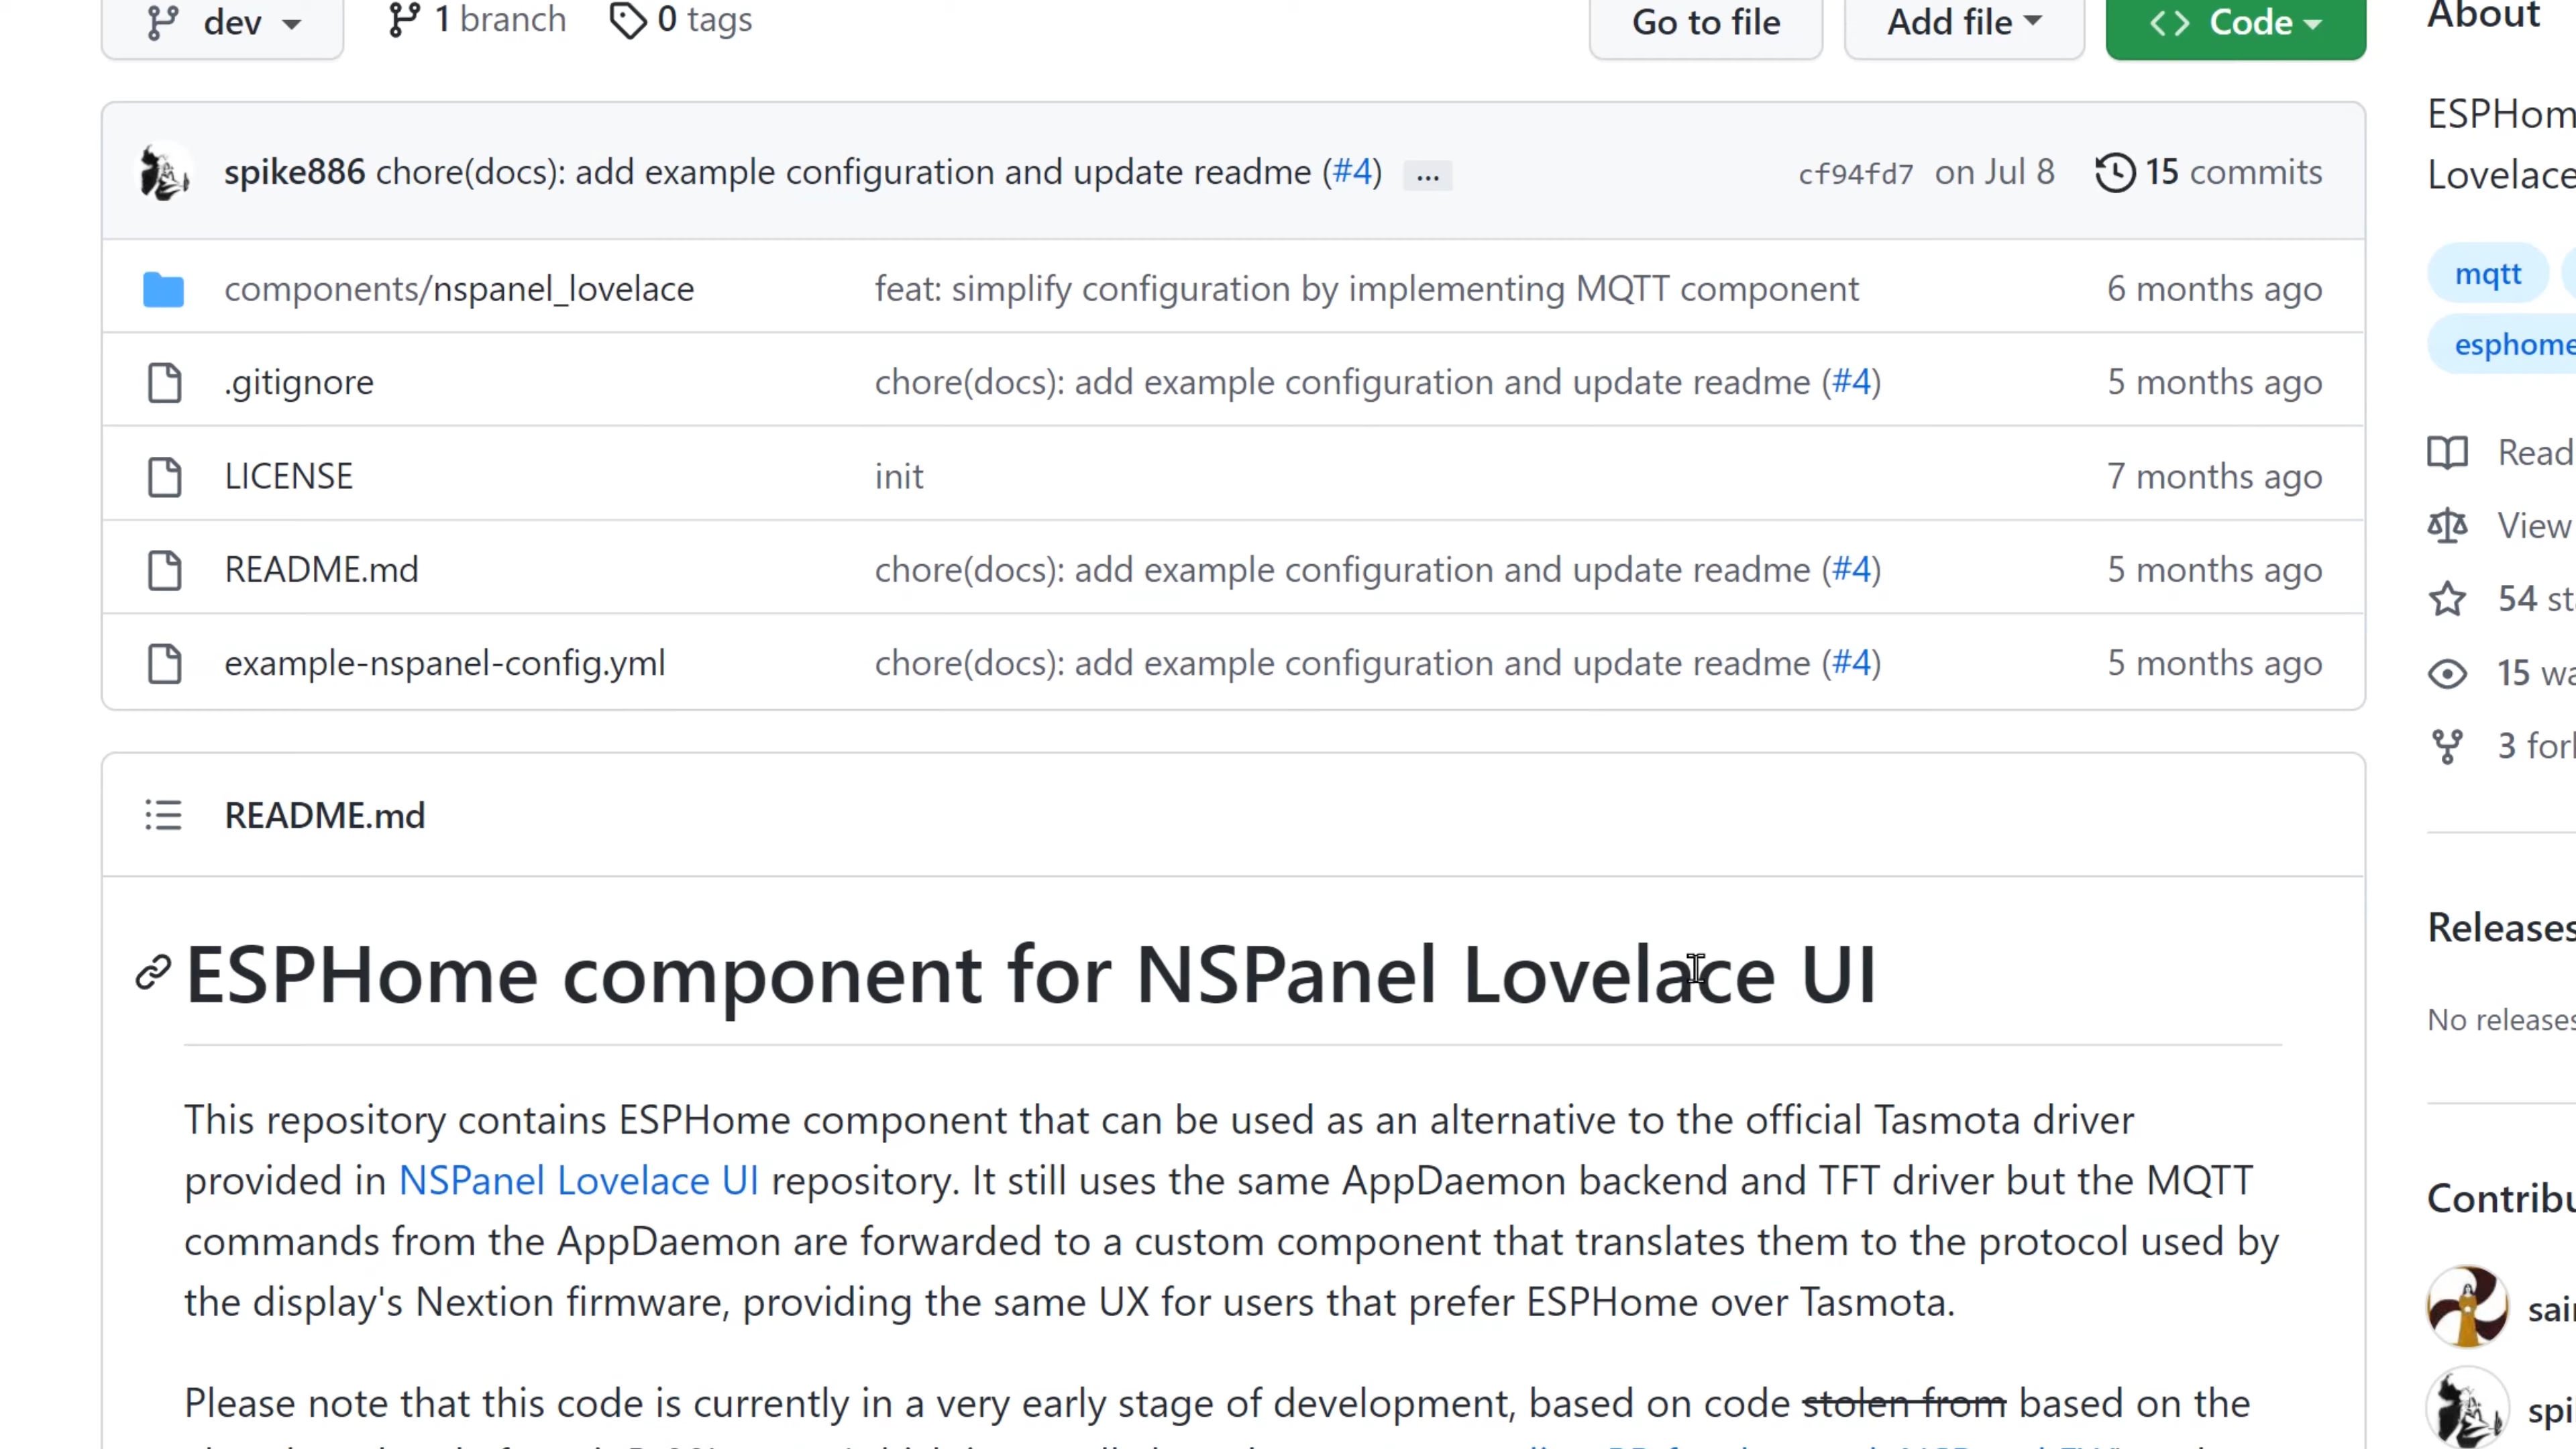 dev 1 branch 0 tags Go to file Add file Code About
ESPHom
Lovelace
spike886 chore(docs): add example configuration and update readme (#4) ... cf94fd7 on Jul 8 15 commits
components/nspanel_lovelace feat: simplify configuration by implementing MQTT component 6 months ago
mqtt
esphome
.gitignore chore(docs): add example configuration and update readme (#4) 5 months ago
LICENSE init 7 months ago
README.md chore(docs): add example configuration and update readme (#4) 5 months ago
example-nspanel-config.yml chore(docs): add example configuration and update readme (#4) 5 months ago
Read
View
54 st
15 wa
3 for
README.md
ESPHome component for NSPanel Lovelace UI
This repository contains ESPHome component that can be used as an alternative to the official Tasmota driver
provided in NSPanel Lovelace UI repository. It still uses the same AppDaemon backend and TFT driver but the MQTT
commands from the AppDaemon are forwarded to a custom component that translates them to the protocol used by
the display's Nextion firmware, providing the same UX for users that prefer ESPHome over Tasmota.
Please note that this code is currently in a very early stage of development, based on code stolen from based on the
Releases
No releases
Contribu
sai
spi